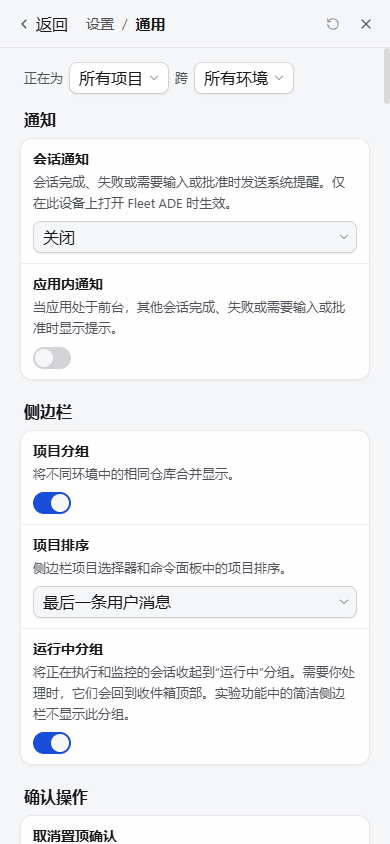 返回 设置 / 通用
正在为 所有项目 跨 所有环境
通知
会话通知
会话完成、失败或需要输入或批准时发送系统提醒。仅
在此设备上打开 Fleet ADE 时生效。
关闭
应用内通知
当应用处于前台，其他会话完成、失败或需要输入或批
准时显示提示。
侧边栏
项目分组
将不同环境中的相同仓库合并显示。
项目排序
侧边栏项目选择器和命令面板中的项目排序。
最后一条用户消息
运行中分组
将正在执行和监控的会话收起到“运行中”分组。需要你处
理时，它们会回到收件箱顶部。实验功能中的简洁侧边
栏不显示此分组。
确认操作
取消置顶确认